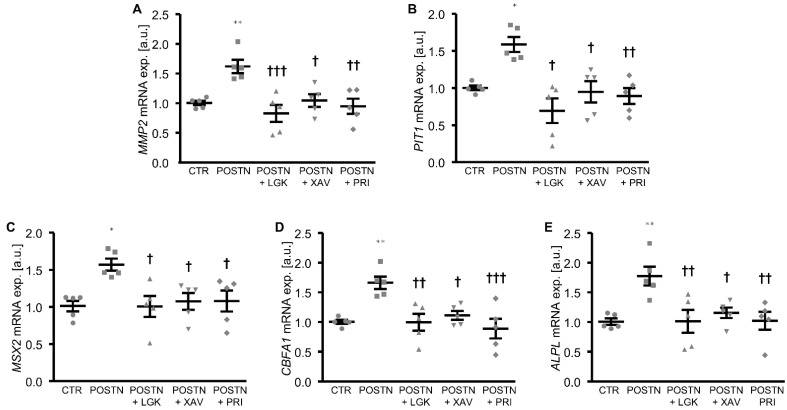 A
MMP2 mRNA exp. [a.u.]
2.5
2.0
1.5
1.0
0.5
0.0
**
†††
†
††
CTR POSTN POSTN POSTN POSTN
+ LGK + XAV + PRI
B
PIT1 mRNA exp. [a.u.]
2.0
1.5
1.0
0.5
0.0
*
†
†
††
CTR POSTN POSTN POSTN POSTN
+ LGK + XAV + PRI
C
MSX2 mRNA exp. [a.u.]
2.0
1.5
1.0
0.5
0.0
*
†
†
†
CTR POSTN POSTN POSTN POSTN
+ LGK + XAV + PRI
D
CBFA1 mRNA exp. [a.u.]
2.5
2.0
1.5
1.0
0.5
0.0
**
††
†
†††
CTR POSTN POSTN POSTN POSTN
+ LGK + XAV + PRI
E
ALPL mRNA exp. [a.u.]
2.5
2.0
1.5
1.0
0.5
0.0
**
††
†
††
CTR POSTN POSTN POSTN POSTN
+ LGK + XAV PRI